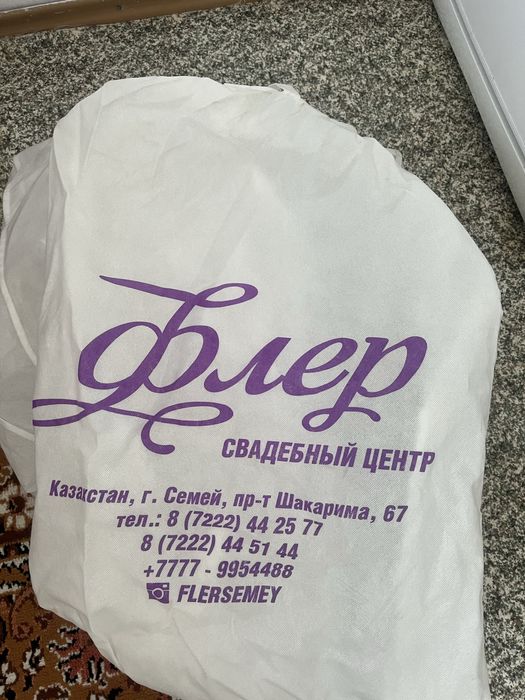 Флер
СВАДЕБНЫЙ ЦЕНТР
Казахстан, г. Семей, пр-т Шакарима, 67
тел.: 8 (7222) 44 25 77
8 (7222) 44 51 44
+7777 - 9954488
FLERSEMEY